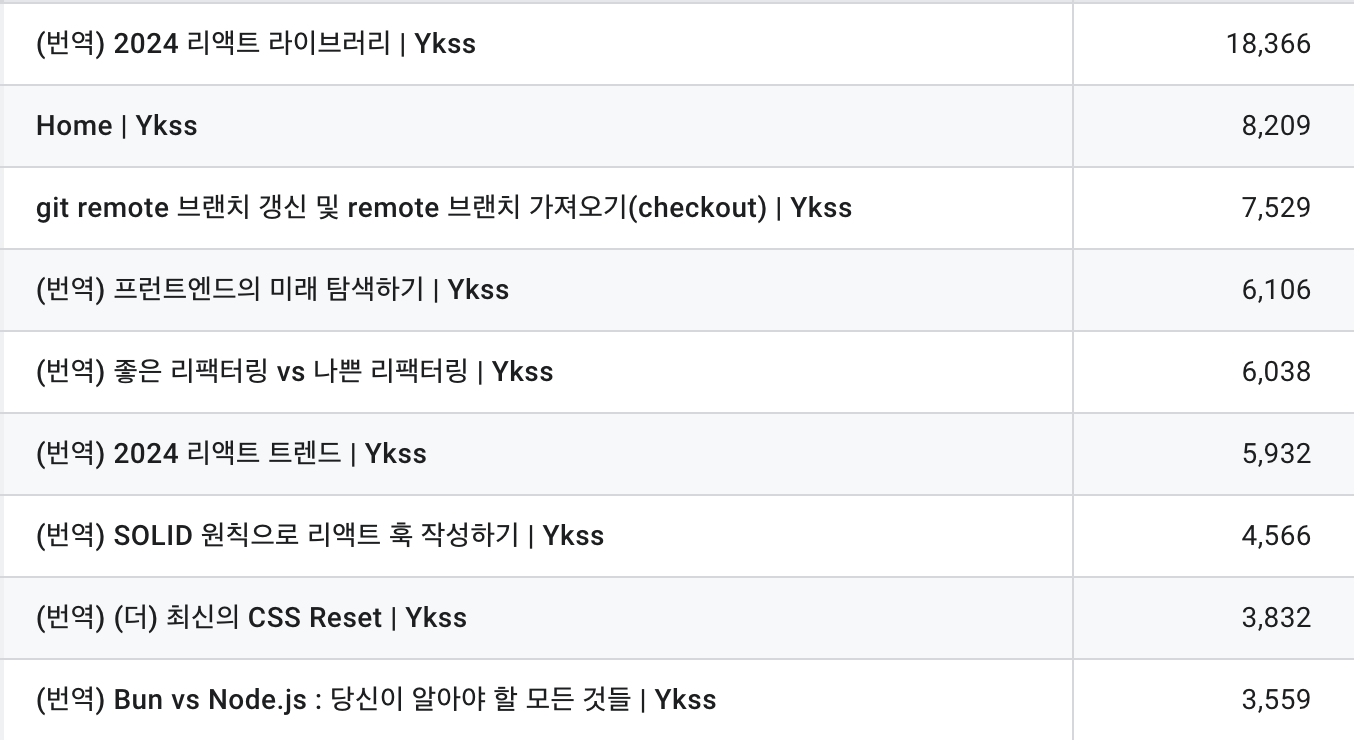 (번역) 2024 리액트 라이브러리 | Ykss 18,366
Home | Ykss 8,209
git remote 브랜치 갱신 및 remote 브랜치 가져오기(checkout) | Ykss 7,529
(번역) 프런트엔드의 미래 탐색하기 | Ykss 6,106
(번역) 좋은 리팩터링 vs 나쁜 리팩터링 | Ykss 6,038
(번역) 2024 리액트 트렌드 | Ykss 5,932
(번역) SOLID 원칙으로 리액트 훅 작성하기 | Ykss 4,566
(번역) (더) 최신의 CSS Reset | Ykss 3,832
(번역) Bun vs Node.js : 당신이 알아야 할 모든 것들 | Ykss 3,559